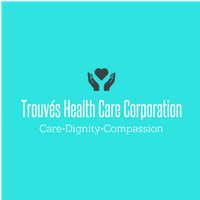 Trouvés Health Care Corporation
Care•Dignity•Compassion